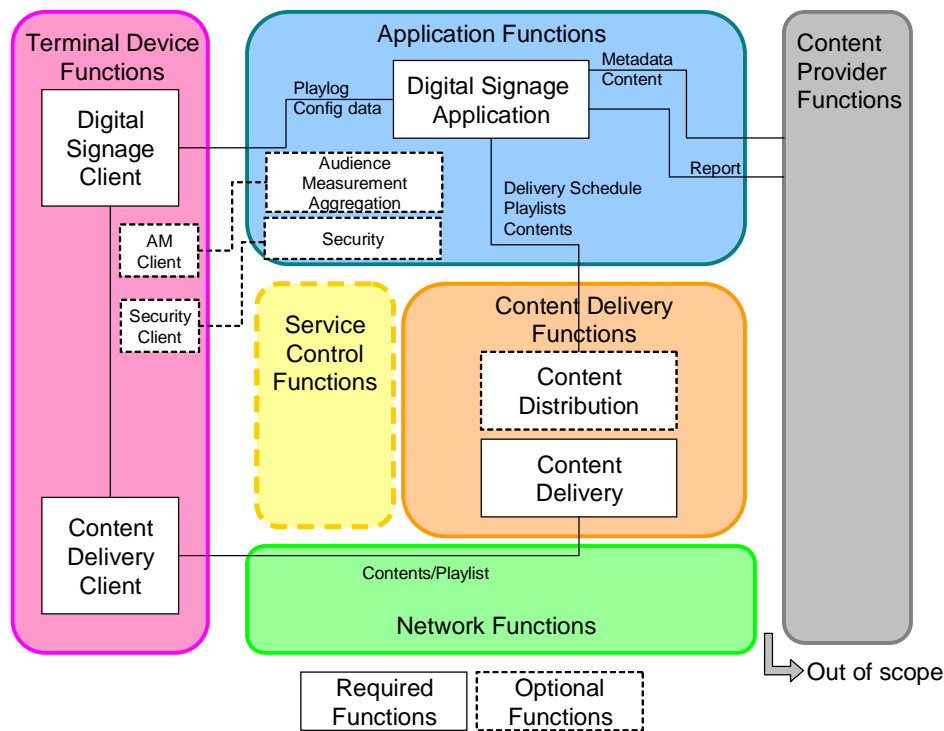 Terminal Device
Functions
Digital
Signage
Client
AM
Client
Security
Client
Content
Delivery
Client
Application Functions
Playlog
Config data
Digital Signage
Application
Metadata
Content
Report
Audience
Measurement
Aggregation
Security
Delivery Schedule
Playlists
Contents
Service
Control
Functions
Content Delivery
Functions
Content
Distribution
Content
Delivery
Contents/Playlist
Network Functions
Content
Provider
Functions
Out of scope
Required
Functions
Optional
Functions